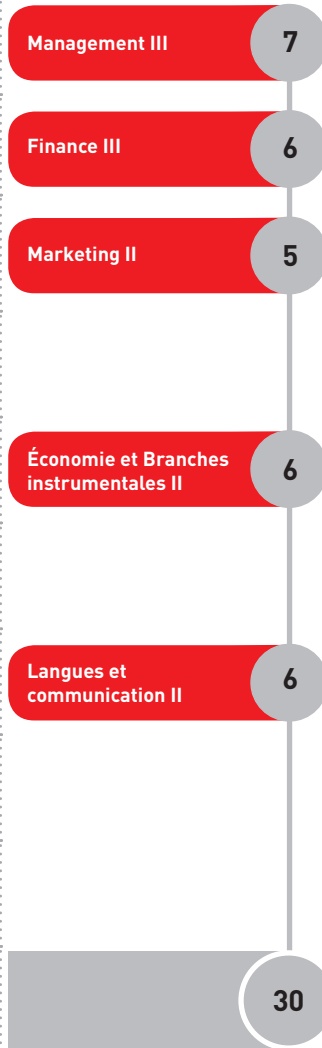 Management III 7
Finance III 6
Marketing II 5
Économie et Branches
instrumentales II 6
Langues et
communication II 6
30